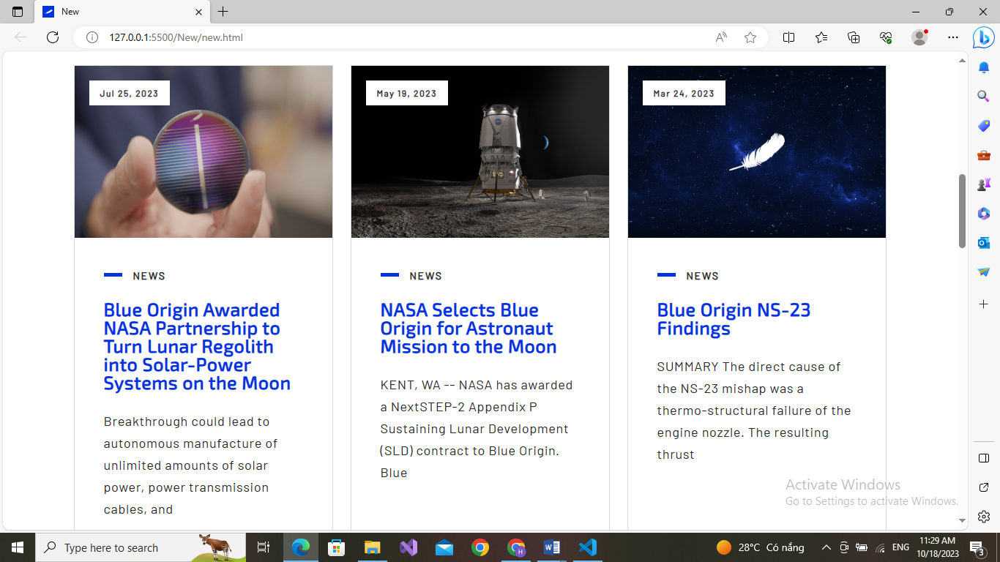 New
127.0.0.1:5500/New/new.html
Jul 25, 2023
NEWS
Blue Origin Awarded
NASA Partnership to
Turn Lunar Regolith
into Solar-Power
Systems on the Moon
Breakthrough could lead to
autonomous manufacture of
unlimited amounts of solar
power, power transmission
cables, and
May 19, 2023
NEWS
NASA Selects Blue
Origin for Astronaut
Mission to the Moon
KENT, WA -- NASA has awarded
a NextSTEP-2 Appendix P
Sustaining Lunar Development
(SLD) contract to Blue Origin.
Blue
Mar 24, 2023
NEWS
Blue Origin NS-23
Findings
SUMMARY The direct cause of
the NS-23 mishap was a
thermo-structural failure of the
engine nozzle. The resulting
thrust
Activate Windows
Go to Settings to activate Windows.
Type here to search
28°C Có nắng
ENG
11:29 AM
10/18/2023
3